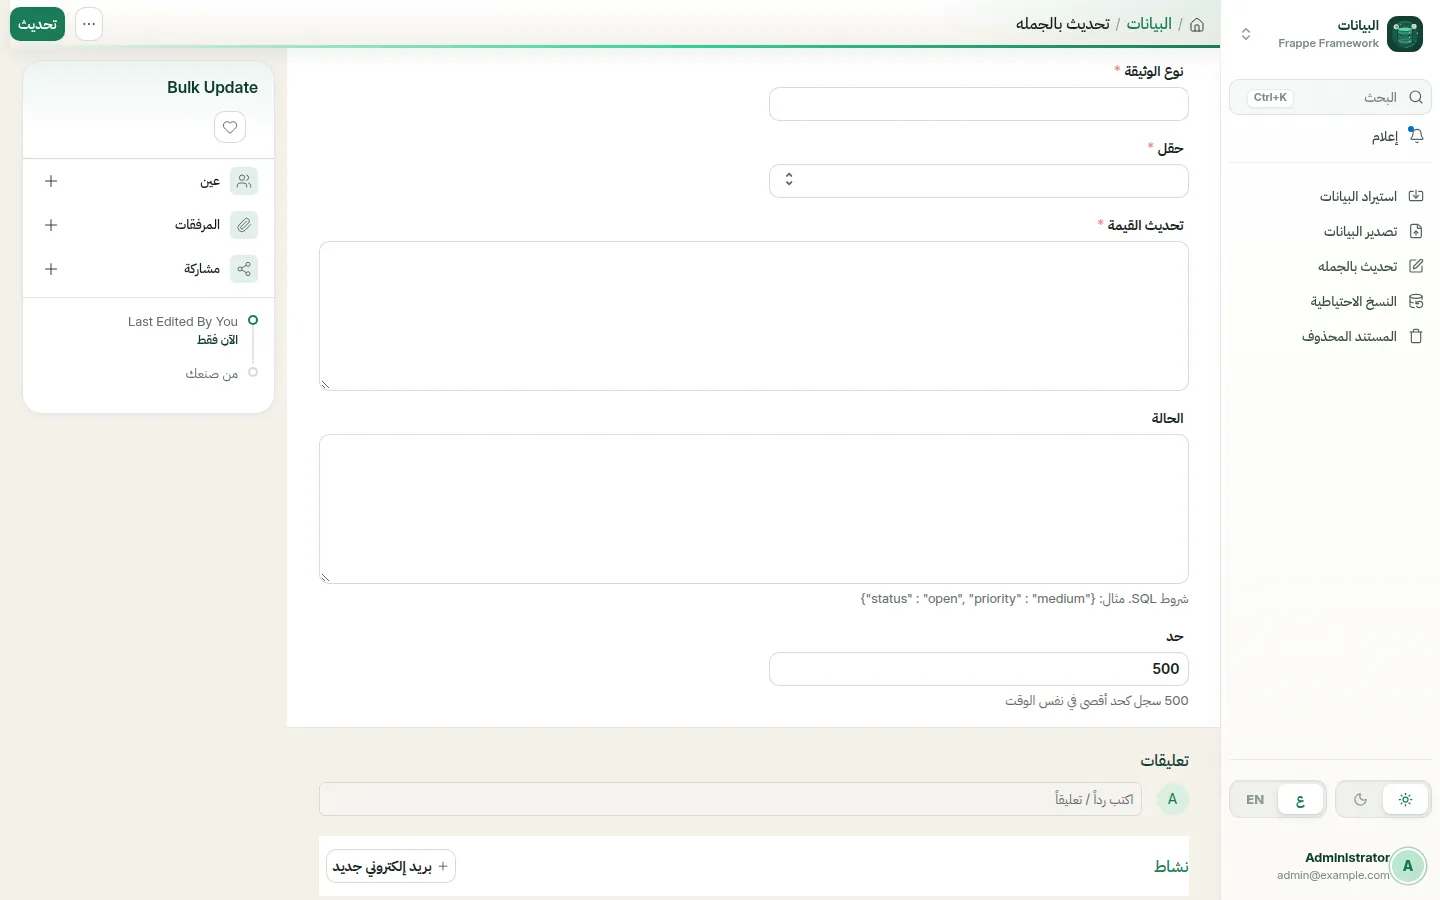 البيانات
Frappe Framework
البحث
Ctrl+K
إعلام
استيراد البيانات
تصدير البيانات
تحديث بالجمله
النسخ الاحتياطية
المستند المحذوف
ع
EN
Administrator
admin@example.com
A
البيانات / تحديث بالجمله
...
تحديث
نوع الوثيقة *
حقل *
تحديث القيمة *
الحالة
شروط SQL. مثال: {"status" : "open", "priority" : "medium"}
حد
500
500 سجل كحد أقصى في نفس الوقت
تعليقات
A
اكتب رداً / تعليقاً
نشاط
+ بريد إلكتروني جديد
Bulk Update
عين
المرفقات
مشاركة
Last Edited By You
الآن فقط
من صنعك